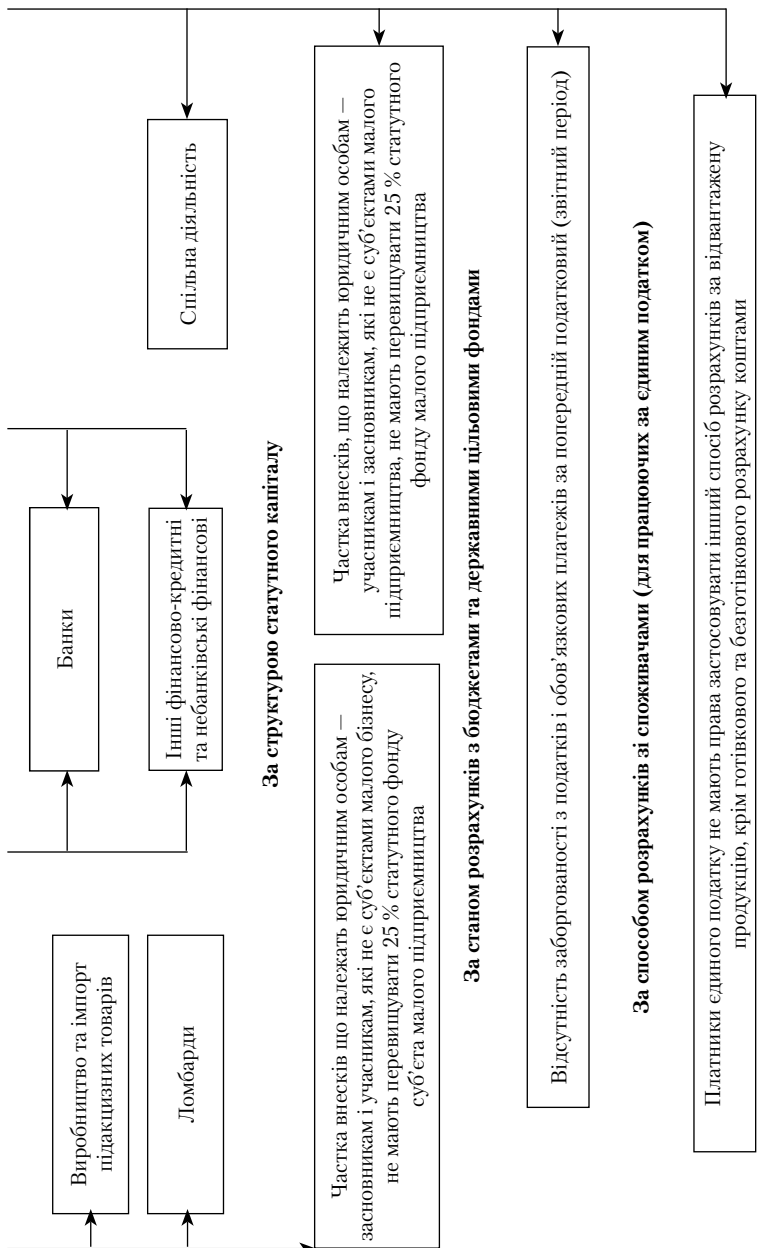 Виробництво та імпорт
підакцизних товарів
Банки
Ломбарди
Інші фінансово-кредитні
та небанківські фінансові
Спільна діяльність
За структурою статутного капіталу
Частка внесків що належать юридичним особам —
засновникам і учасникам, які не є суб'єктами малого бізнесу,
не мають перевищувати 25 % статутного фонду
суб'єта малого підприємництва
Частка внесків, що належить юридичним особам —
учасникам і засновникам, які не є суб'єктами малого
підприємництва, не мають перевищувати 25 % статутного
фонду малого підприємництва
За станом розрахунків з бюджетами та державними цільовими фондами
Відсутність заборгованості з податків і обов'язкових платежів за попередній податковий (звітний період)
За способом розрахунків зі споживачами (для працюючих за єдиним податком)
Платники єдиного податку не мають права застосовувати інший спосіб розрахунків за відвантажену
продукцію, крім готівкового та безготівкового розрахунку коштами